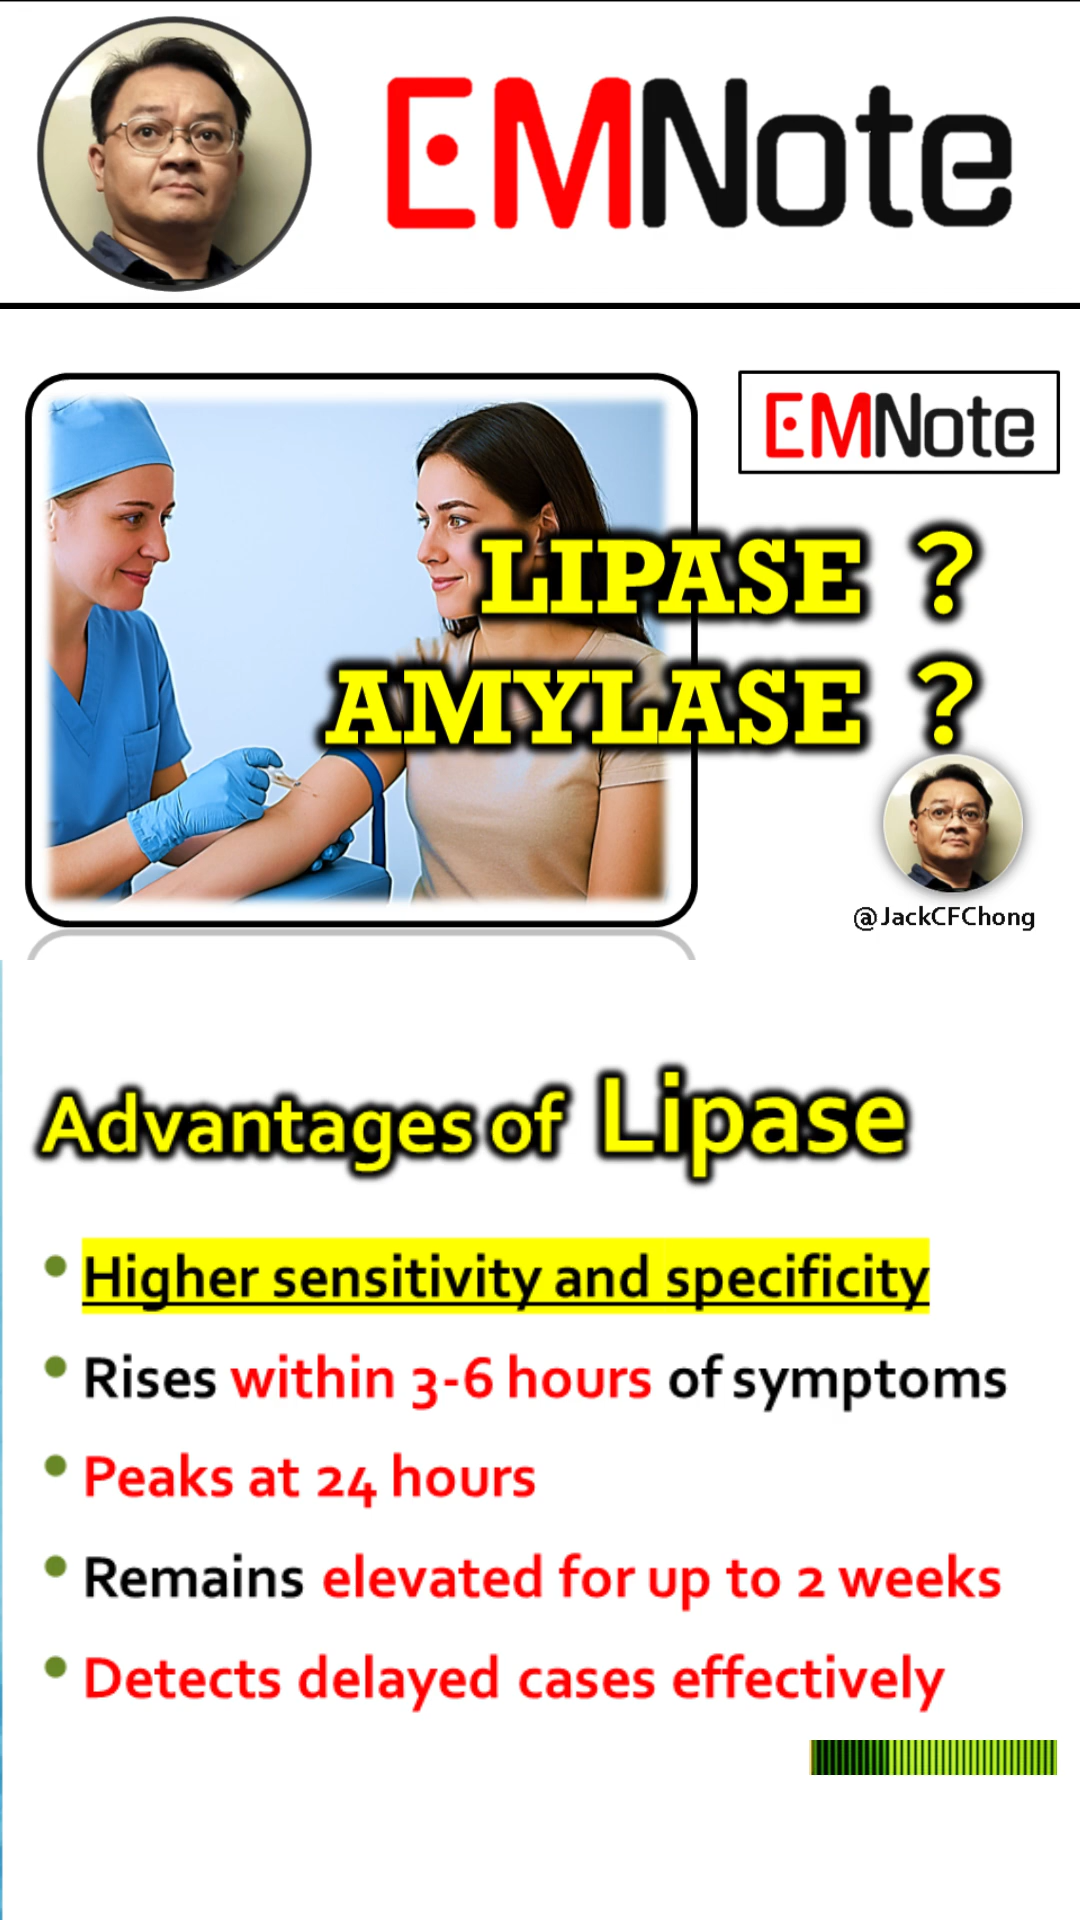 EMNote
EMNote
LIPASE ?
AMYLASE ?
@JackCFChong
Advantages of Lipase
• Higher sensitivity and specificity
• Rises within 3-6 hours of symptoms
• Peaks at 24 hours
• Remains elevated for up to 2 weeks
• Detects delayed cases effectively